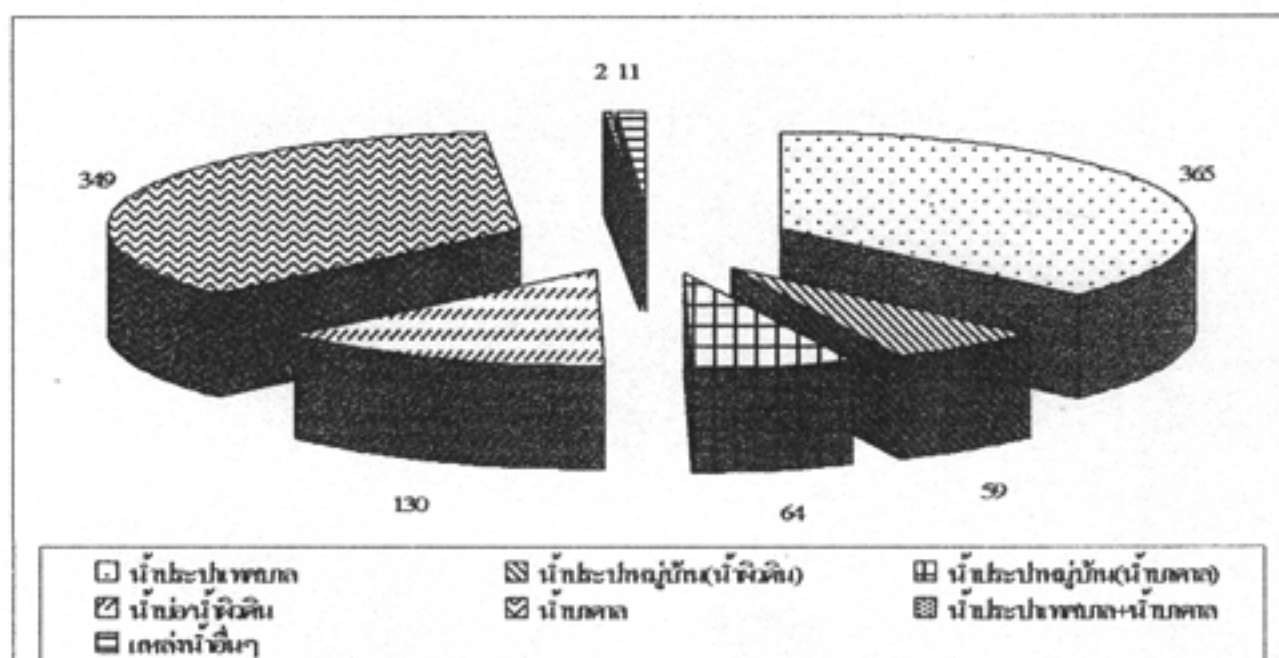 2 11
349
365
130
64
59
น้ำประปาเทศบาล น้ำประปาหมู่บ้าน(น้ำผิวดิน) น้ำประปาหมู่บ้าน(น้ำบาดาล)
น้ำบ่อน้ำผิวดิน น้ำบาดาล น้ำประปาเทศบาล+น้ำบาดาล
แหล่งน้ำอื่นๆ